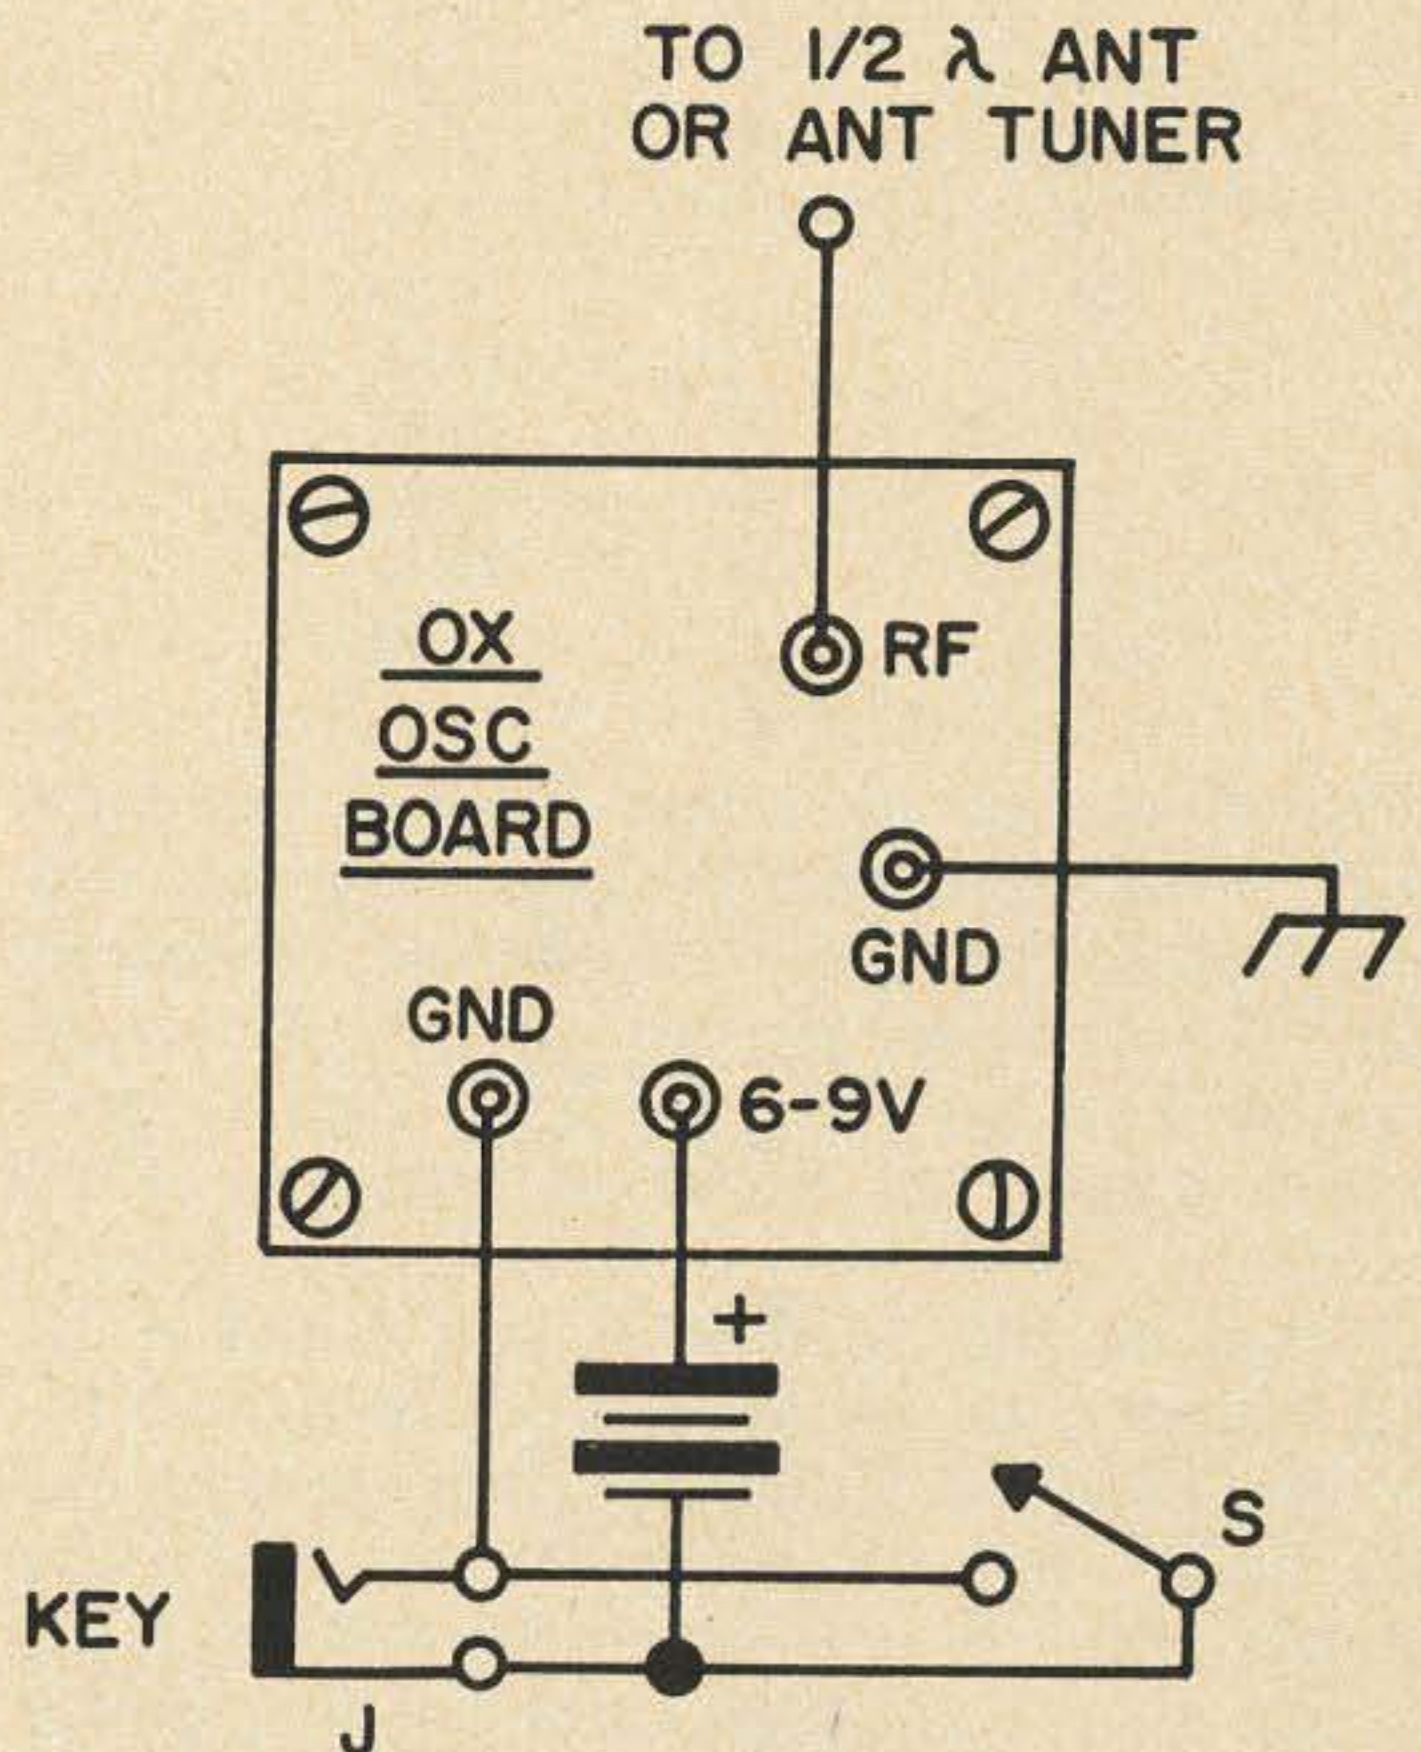 TO 1/2 λ ANT
OR ANT TUNER
OX
OSC
BOARD
RF
GND
GND
6-9V
+
S
KEY
J